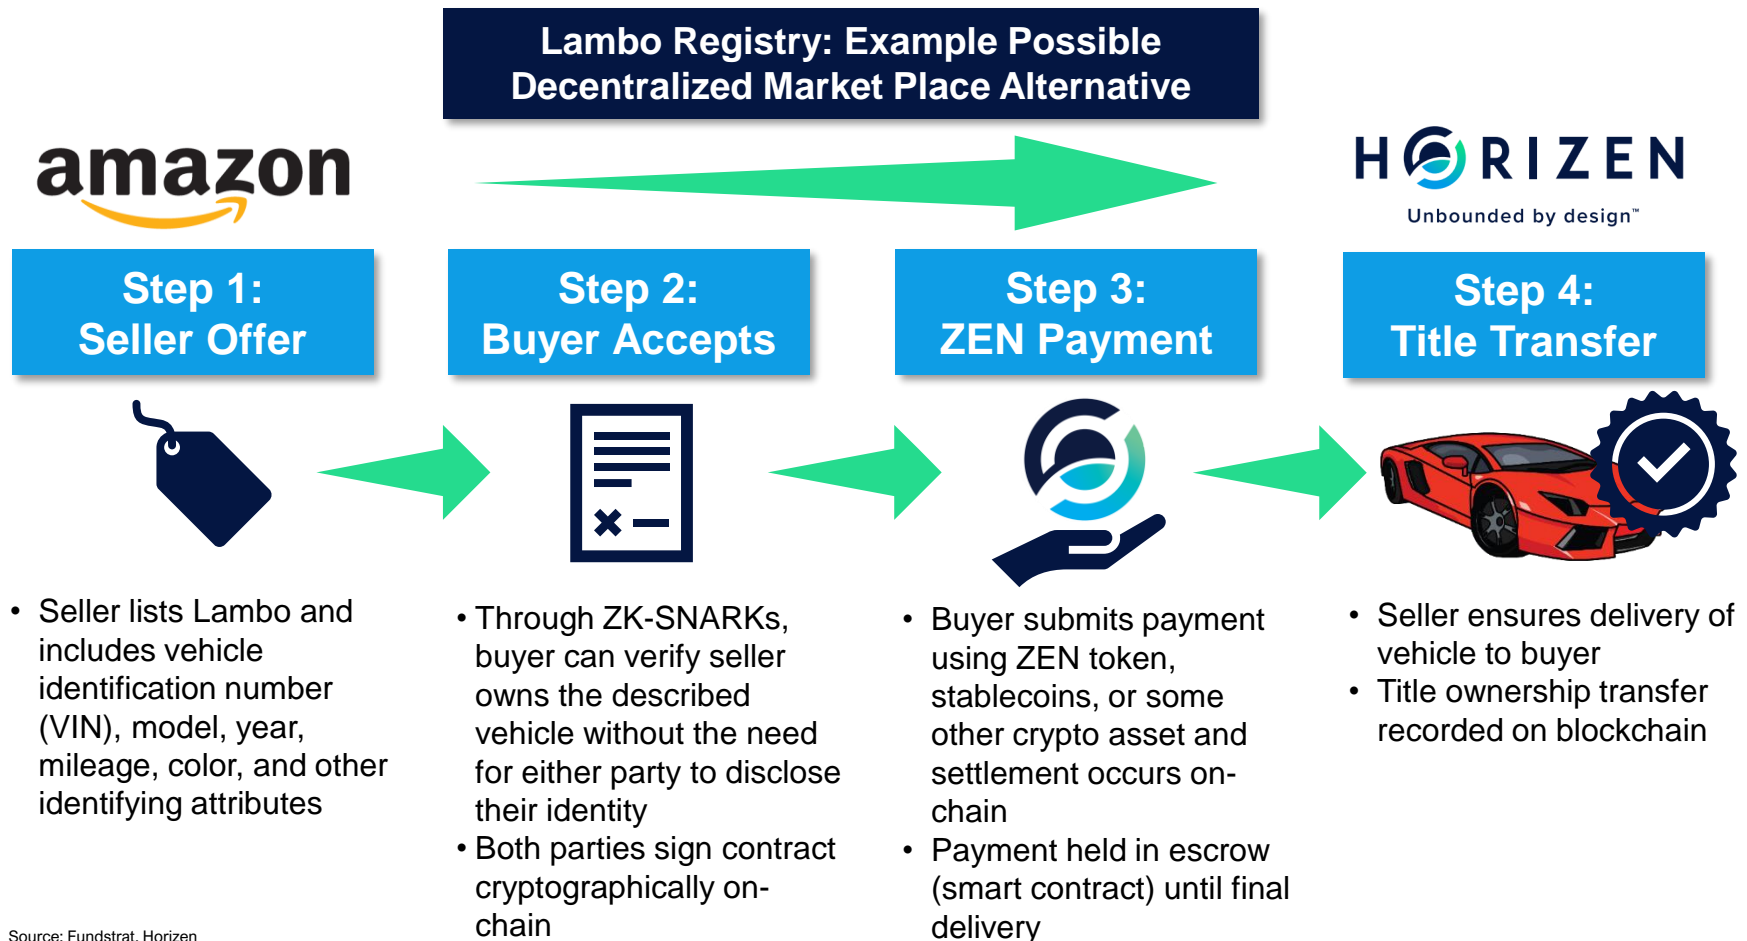 Lambo Registry: Example Possible
Decentralized Market Place Alternative
amazon
HORIZEN
Unbounded by design™
Step 1:
Seller Offer
Step 2:
Buyer Accepts
Step 3:
ZEN Payment
Step 4:
Title Transfer
• Seller lists Lambo and
includes vehicle
identification number
(VIN), model, year,
mileage, color, and other
identifying attributes
• Through ZK-SNARKs,
buyer can verify seller
owns the described
vehicle without the need
for either party to disclose
their identity
• Both parties sign contract
cryptographically on-
chain
• Buyer submits payment
using ZEN token,
stablecoins, or some
other crypto asset and
settlement occurs on-
chain
• Payment held in escrow
(smart contract) until final
delivery
• Seller ensures delivery of
vehicle to buyer
• Title ownership transfer
recorded on blockchain
Source: Fundstrat, Horizen